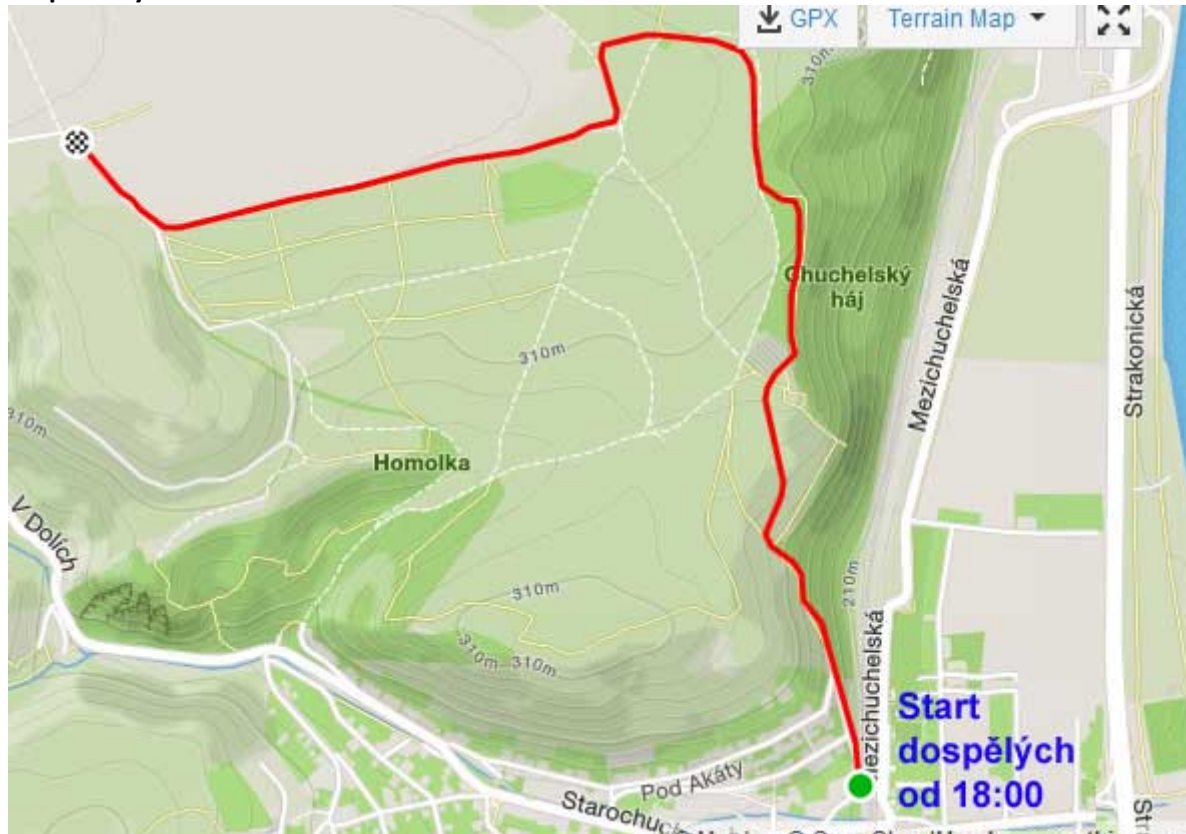 GPX
Terrain Map
310m
Chuchelský
háj
Mezichuchelská
Strakonická
310m
310m
Homolka
V Dolích
310m
210m
310m
310m
Mezichuchelská
Start
dospělých
od 18:00
Pod Akáty